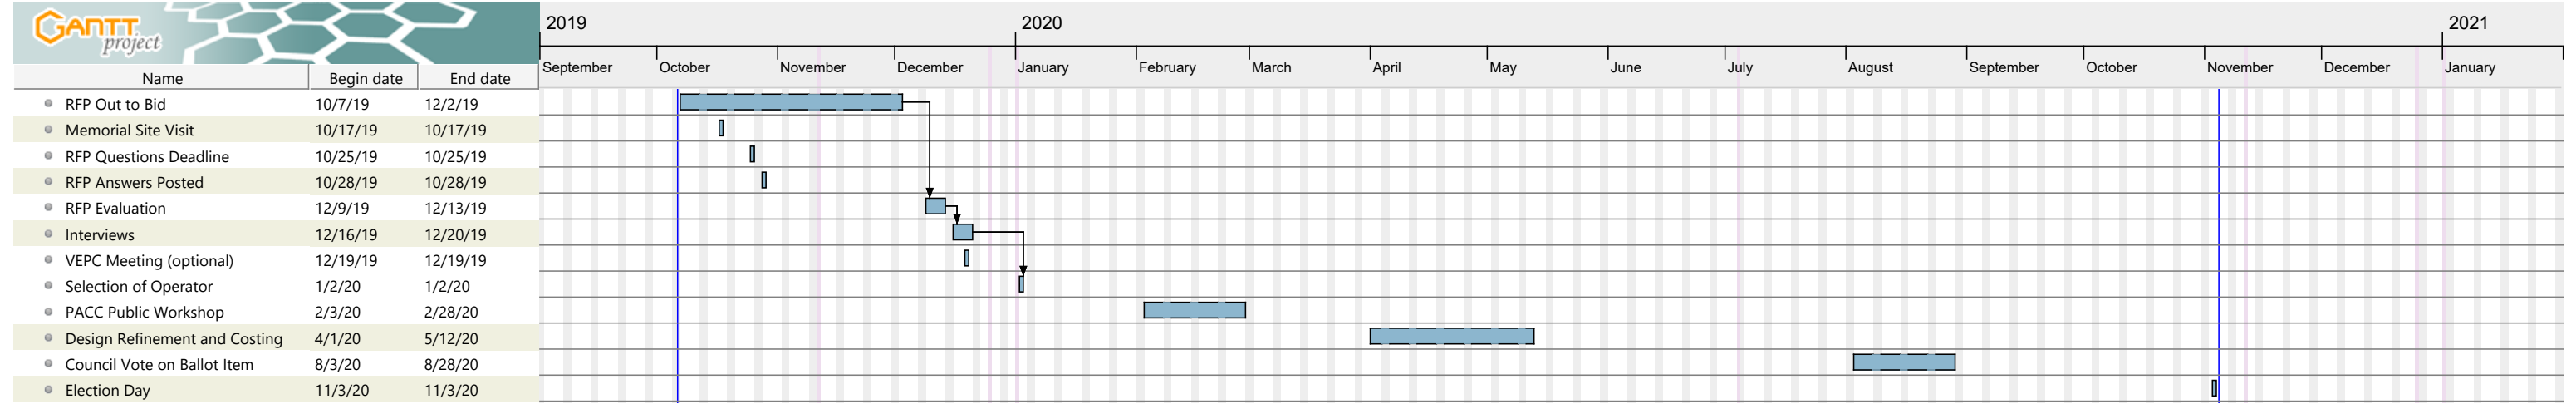 GANTT project
2019 2020 2021
Name Begin date End date
September October November December January February March April May June July August September October November December January
RFP Out to Bid 10/7/19 12/2/19
Memorial Site Visit 10/17/19 10/17/19
RFP Questions Deadline 10/25/19 10/25/19
RFP Answers Posted 10/28/19 10/28/19
RFP Evaluation 12/9/19 12/13/19
Interviews 12/16/19 12/20/19
VEPC Meeting (optional) 12/19/19 12/19/19
Selection of Operator 1/2/20 1/2/20
PACC Public Workshop 2/3/20 2/28/20
Design Refinement and Costing 4/1/20 5/12/20
Council Vote on Ballot Item 8/3/20 8/28/20
Election Day 11/3/20 11/3/20